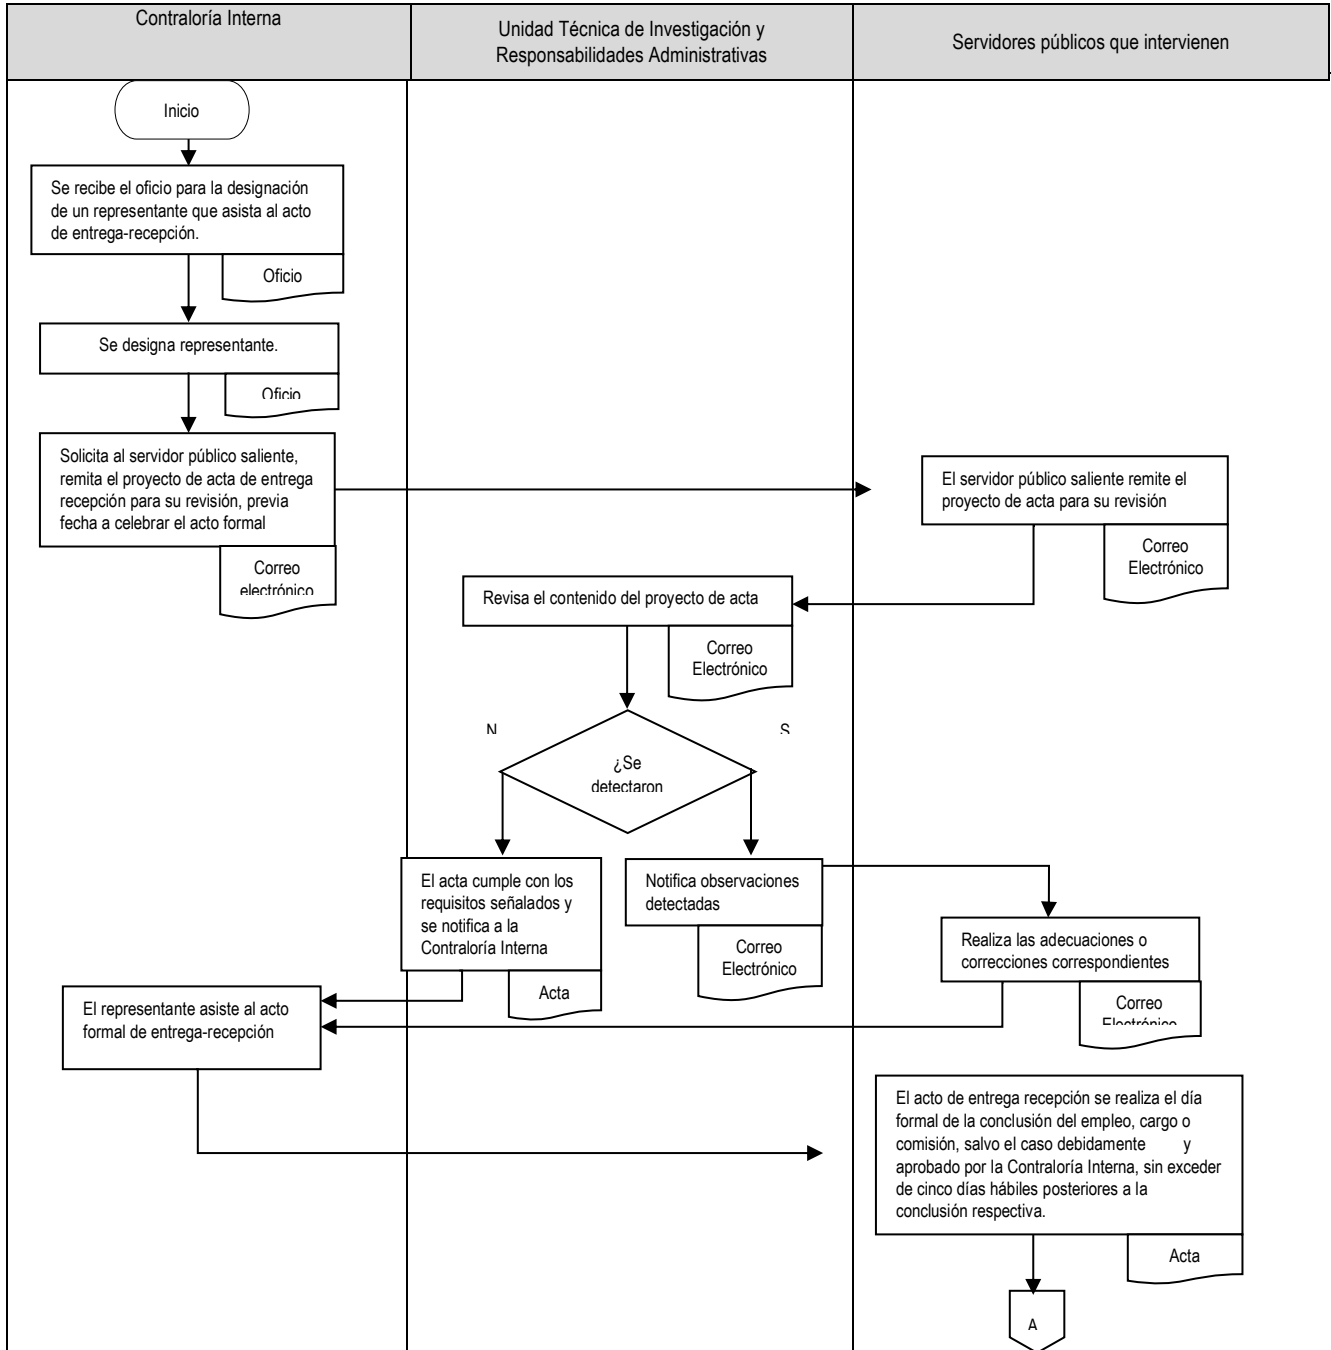 Contraloría Interna
Unidad Técnica de Investigación y
Responsabilidades Administrativas
Servidores públicos que intervienen
Inicio
Se recibe el oficio para la designación
de un representante que asista al acto
de entrega-recepción.
Oficio
Se designa representante.
Oficio
Solicita al servidor público saliente,
remita el proyecto de acta de entrega
recepción para su revisión, previa
fecha a celebrar el acto formal
Correo
electrónico
El servidor público saliente remite el
proyecto de acta para su revisión
Correo
Electrónico
Revisa el contenido del proyecto de acta
Correo
Electrónico
N
S
¿Se
detectaron
El acta cumple con los
requisitos señalados y
se notifica a la
Contraloría Interna
Acta
Notifica observaciones
detectadas
Correo
Electrónico
Realiza las adecuaciones o
correcciones correspondientes
Correo
Electrónico
El representante asiste al acto
formal de entrega-recepción
El acto de entrega recepción se realiza el día
formal de la conclusión del empleo, cargo o
comisión, salvo el caso debidamente y
aprobado por la Contraloría Interna, sin exceder
de cinco días hábiles posteriores a la
conclusión respectiva.
Acta
A